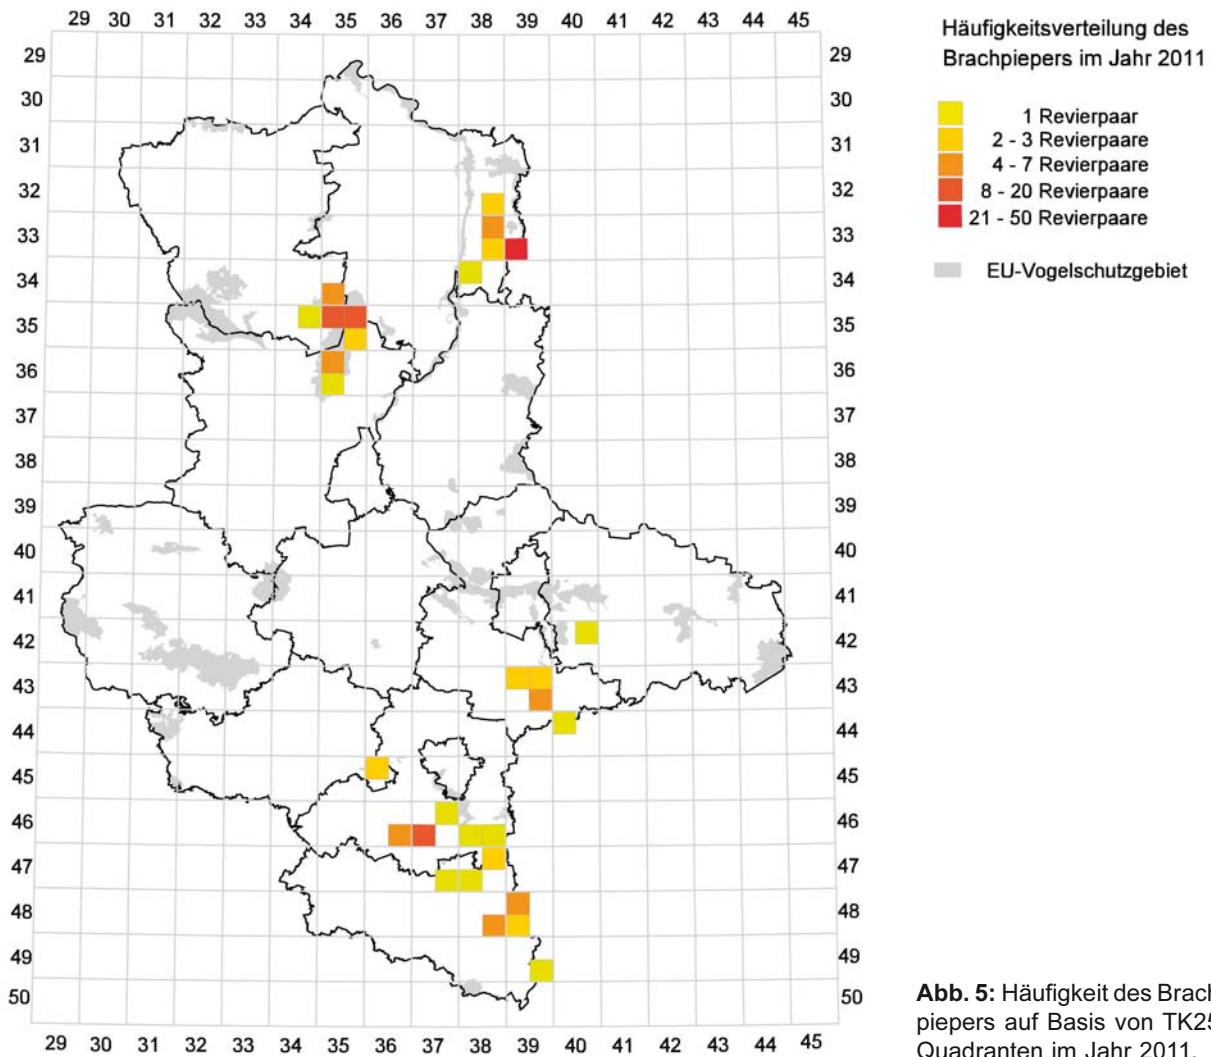 29 30 31 32 33 34 35 36 37 38 39 40 41 42 43 44 45
Häufigkeitsverteilung des
Brachpiepers im Jahr 2011
1 Revierpaar
2 - 3 Revierpaare
4 - 7 Revierpaare
8 - 20 Revierpaare
21 - 50 Revierpaare
EU-Vogelschutzgebiet
29 29
30 30
31 31
32 32
33 33
34 34
35 35
36 36
37 37
38 38
39 39
40 40
41 41
42 42
43 43
44 44
45 45
46 46
47 47
48 48
49 49
50 50
29 30 31 32 33 34 35 36 37 38 39 40 41 42 43 44 45
Abb. 5: Häufigkeit des Brach
piepers auf Basis von TK25
Quadranten im Jahr 2011.